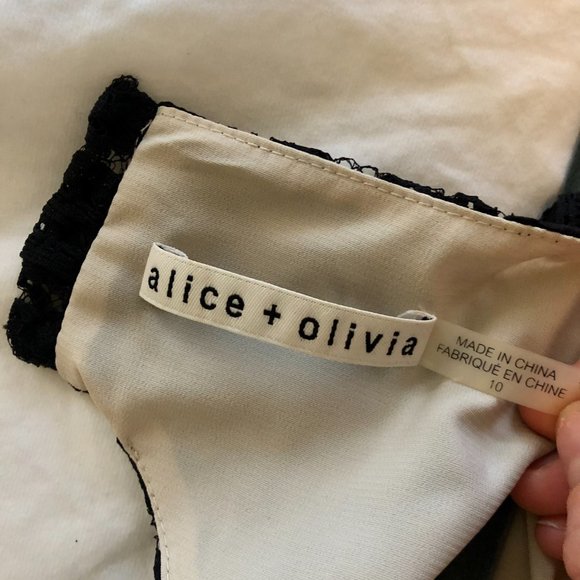 alice + olivia
MADE IN CHINA
FABRIQUÉ EN CHINE
10